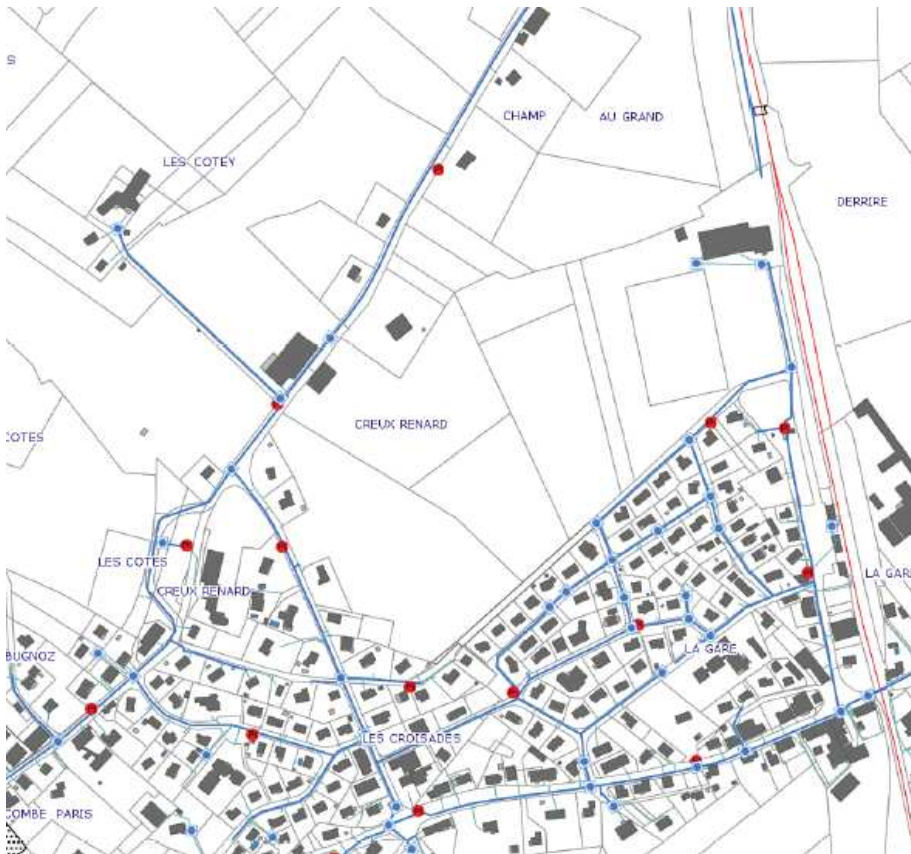 S
CHAMP
AU GRAND
LES COTEY
DERRIRE
CREUX RENARD
COTES
LES COTES
CREUX RENARD
LA GARE
BUGNOZ
LA GARE
LES CROISADES
COMBE PARIS